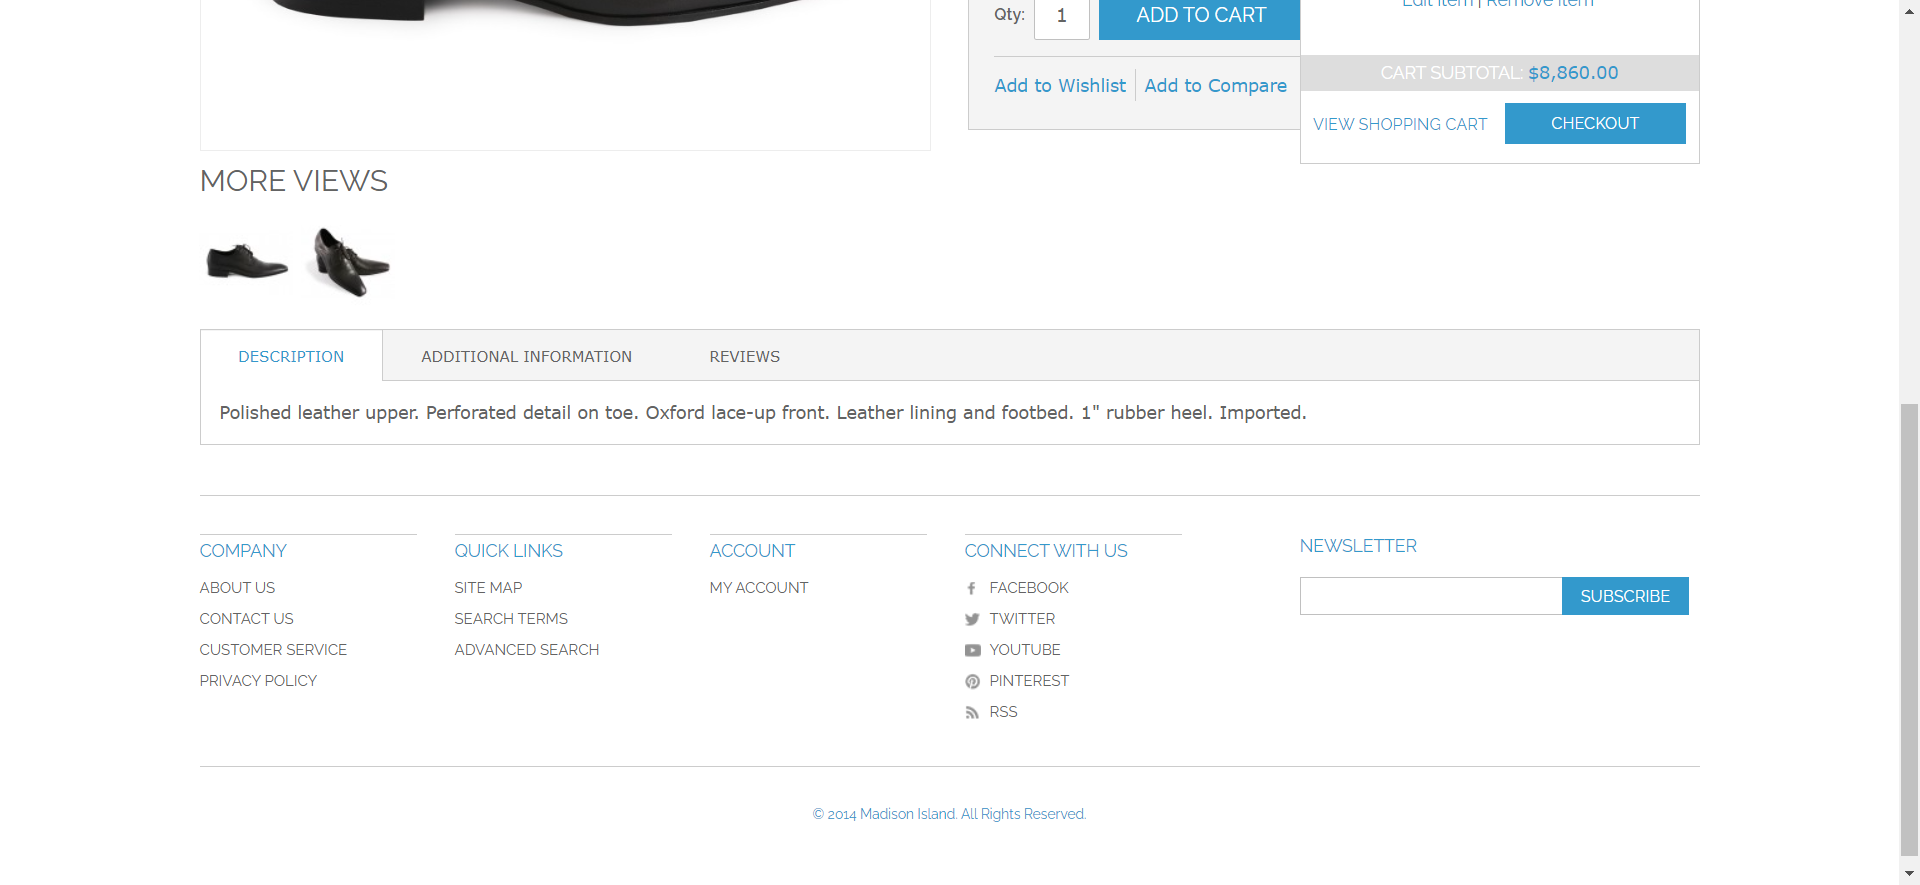 Edit item | Remove item
Qty: 1 ADD TO CART
CART SUBTOTAL: $8,860.00
Add to Wishlist Add to Compare
VIEW SHOPPING CART CHECKOUT
MORE VIEWS
DESCRIPTION ADDITIONAL INFORMATION REVIEWS
Polished leather upper. Perforated detail on toe. Oxford lace-up front. Leather lining and footbed. 1" rubber heel. Imported.
COMPANY
ABOUT US
CONTACT US
CUSTOMER SERVICE
PRIVACY POLICY
QUICK LINKS
SITE MAP
SEARCH TERMS
ADVANCED SEARCH
ACCOUNT
MY ACCOUNT
CONNECT WITH US
FACEBOOK
TWITTER
YOUTUBE
PINTEREST
RSS
NEWSLETTER
SUBSCRIBE
© 2014 Madison Island. All Rights Reserved.